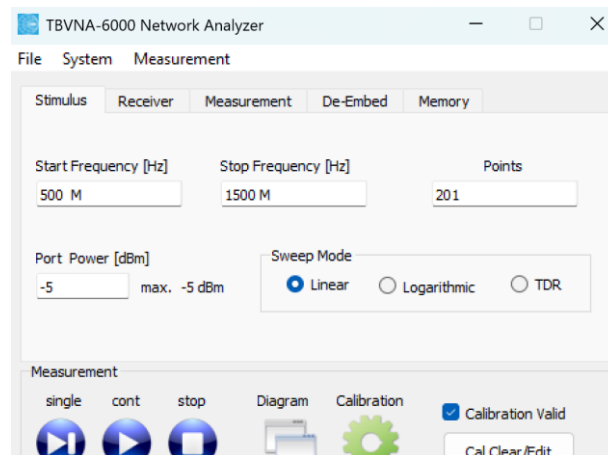 TBVNA-6000 Network Analyzer
File System Measurement
Stimulus Receiver Measurement De-Embed Memory
Start Frequency [Hz] Stop Frequency [Hz] Points
500 M 1500 M 201
Port Power [dBm] Sweep Mode
-5 max. -5 dBm Linear Logarithmic TDR
Measurement
single cont stop Diagram Calibration
Calibration Valid
Cal Clear/Edit